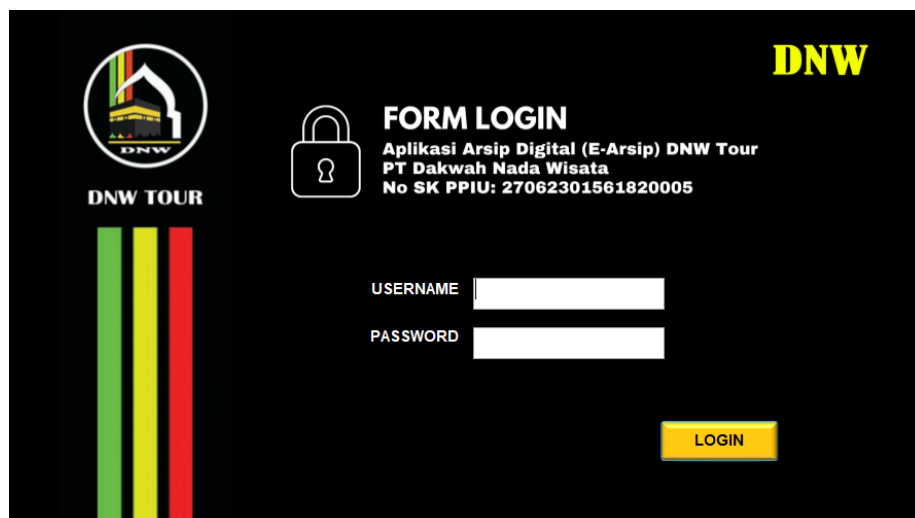 DNW
DNW
DNW TOUR
FORM LOGIN
Aplikasi Arsip Digital (E-Arsip) DNW Tour
PT Dakwah Nada Wisata
No SK PPIU: 27062301561820005
USERNAME
PASSWORD
LOGIN